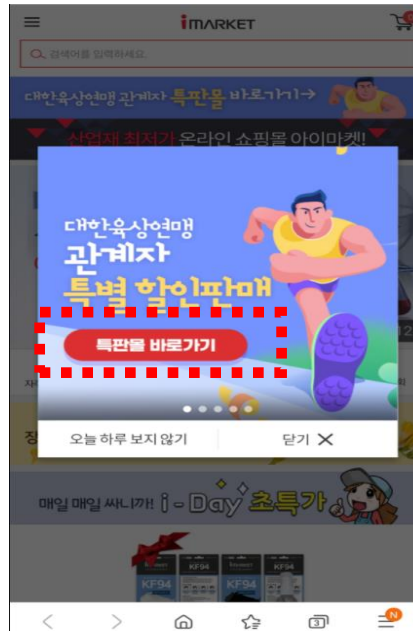 iMARKET
검색어를 입력하세요.
대한육상연맹 관계자 특판몰 바로가기→
산업재 최저가 온라인 쇼핑몰 아이마켓!
대한육상연맹
관계자
특별 할인판매
특판몰 바로가기
오늘 하루 보지 않기
닫기 ✕
매일 매일 싸니까! i-Day 초특가
KF94
KF94
3
N